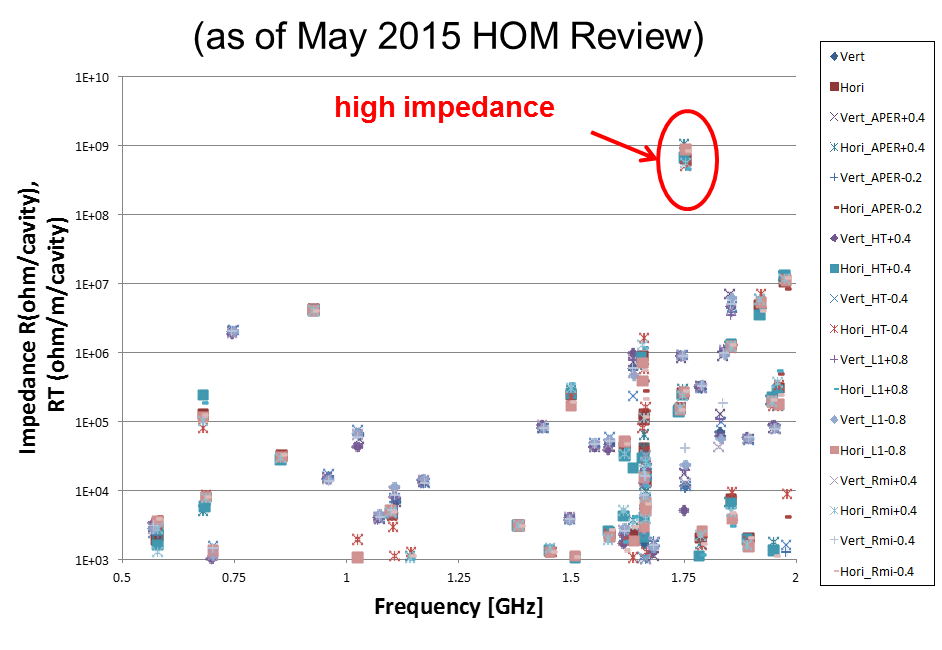 (as of May 2015 HOM Review)
high impedance
Impedance R(ohm/cavity),
RT (ohm/m/cavity)
1E+10
1E+09
1E+08
1E+07
1E+06
1E+05
1E+04
1E+03
0.5
0.75
1
1.25
1.5
1.75
2
Frequency [GHz]
Vert
Hori
Vert_APER+0.4
Hori_APER+0.4
Vert_APER-0.2
Hori_APER-0.2
Vert_HT+0.4
Hori_HT+0.4
Vert_HT-0.4
Hori_HT-0.4
Vert_L1+0.8
Hori_L1+0.8
Vert_L1-0.8
Hori_L1-0.8
Vert_Rmi+0.4
Hori_Rmi+0.4
Vert_Rmi-0.4
Hori_Rmi-0.4